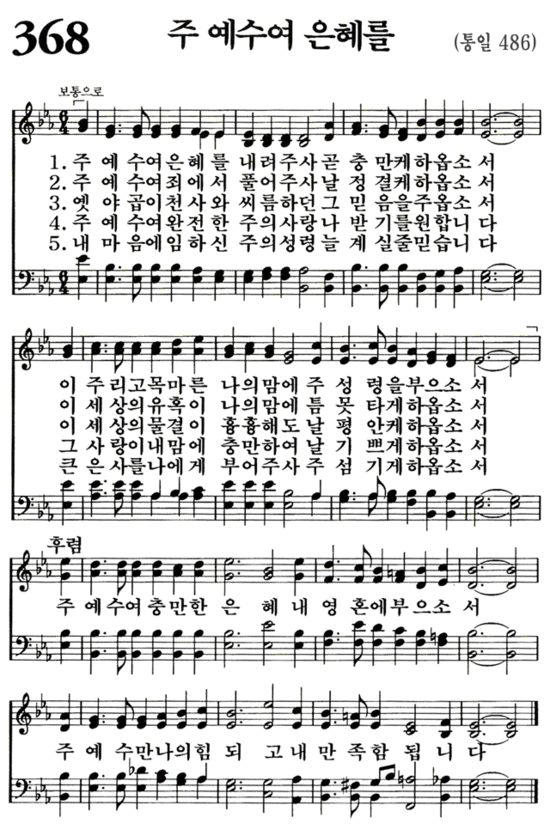 368 주 예수여 은혜를 (통일 486)
보통으로
1. 주 예 수여은혜를 내려주사곧 충 만케하옵소 서
2. 주 예 수여죄에서 풀어주사날 정 결케하옵소 서
3. 옛 야 곱이천사와 씨름하던그 믿 음을주옵소 서
4. 주 예 수여완전한 주의사랑나 받 기를원합니 다
5. 내 마 음에임하신 주의성령늘 계 실줄믿습니 다
이 주 리고목마른 나의맘에주 성 령을부으소 서
이 세 상의유혹이 나의맘에틈 못 타게하옵소 서
이 세 상의물결이 흉흉해도날 평 안케하옵소 서
그 사 랑이내맘에 충만하여날 기 쁘게하옵소 서
큰 은 사를나에게 부어주사주 섬 기게하옵소 서
후렴
주 예 수여충만한 은 혜 내 영 혼에부으소 서
주 예 수만나의힘 되 고내 만 족함 됩 니 다